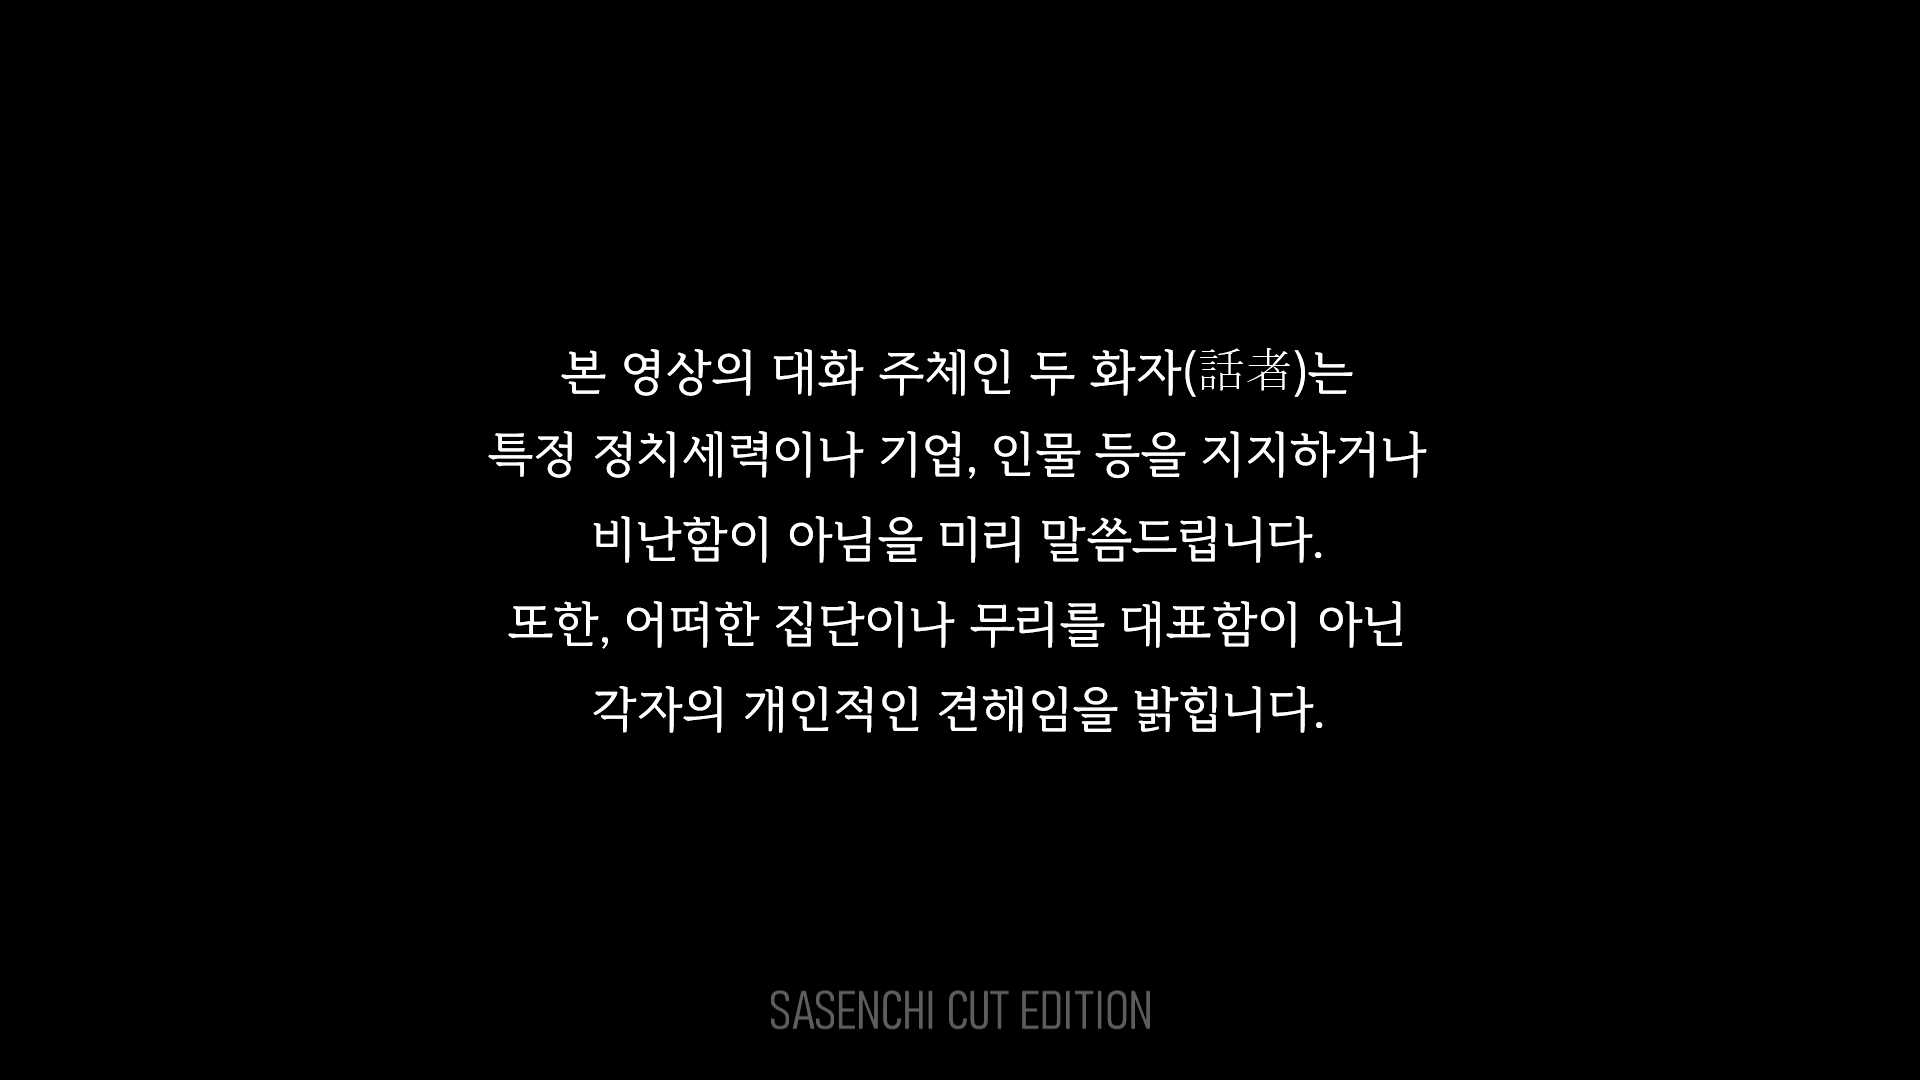 본 영상의 대화 주체인 두 화자(話者)는
특정 정치세력이나 기업, 인물 등을 지지하거나
비난함이 아님을 미리 말씀드립니다.
또한, 어떠한 집단이나 무리를 대표함이 아닌
각자의 개인적인 견해임을 밝힙니다.
SASENCHI CUT EDITION